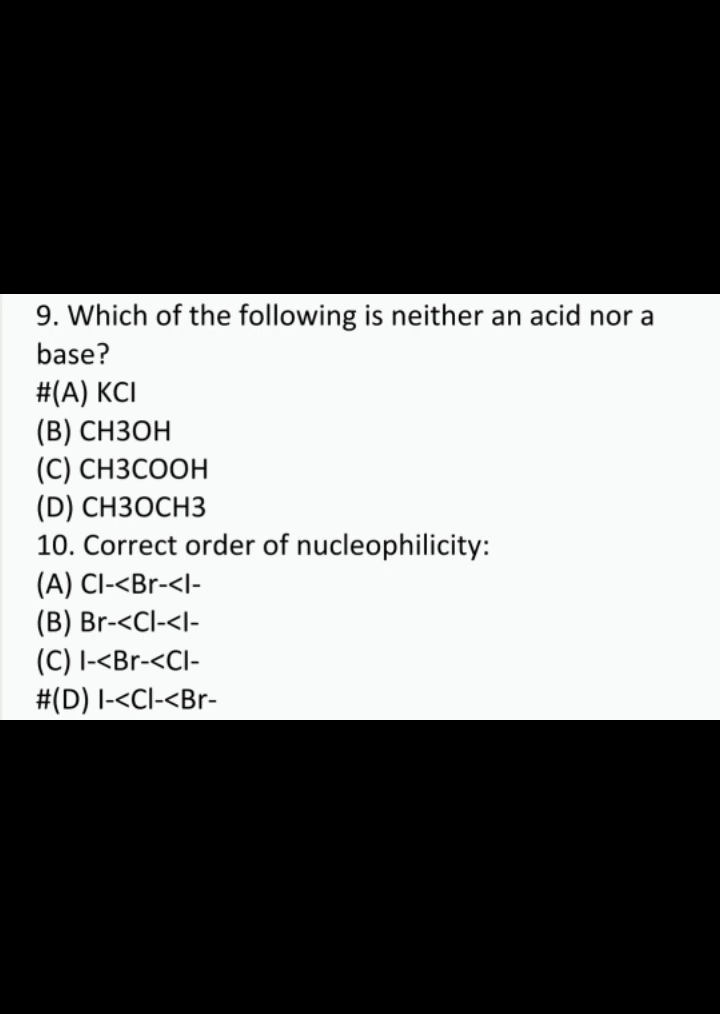 9. Which of the following is neither an acid nor a
base?
#(A) KCl
(B) CH3OH
(C) CH3COOH
(D) CH3OCH3
10. Correct order of nucleophilicity:
(A) Cl-<Br-<I-
(B) Br-<Cl-<I-
(C) I-<Br-<Cl-
#(D) I-<Cl-<Br-